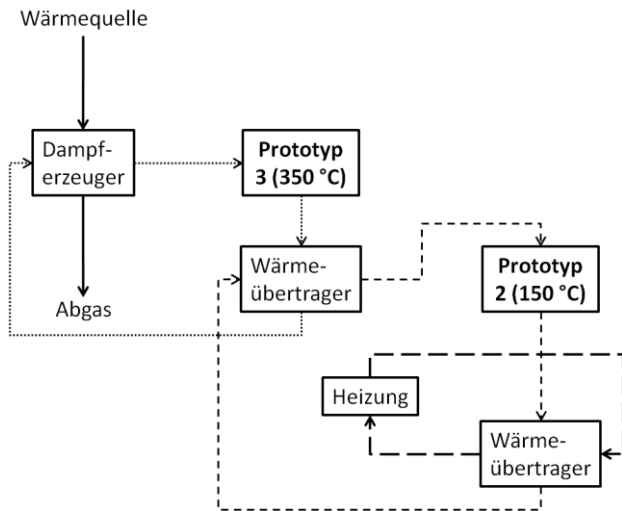 Wärmequelle
Dampf-
erzeuger
Prototyp
3 (350 °C)
Wärme-
übertrager
Prototyp
2 (150 °C)
Abgas
Heizung
Wärme-
übertrager